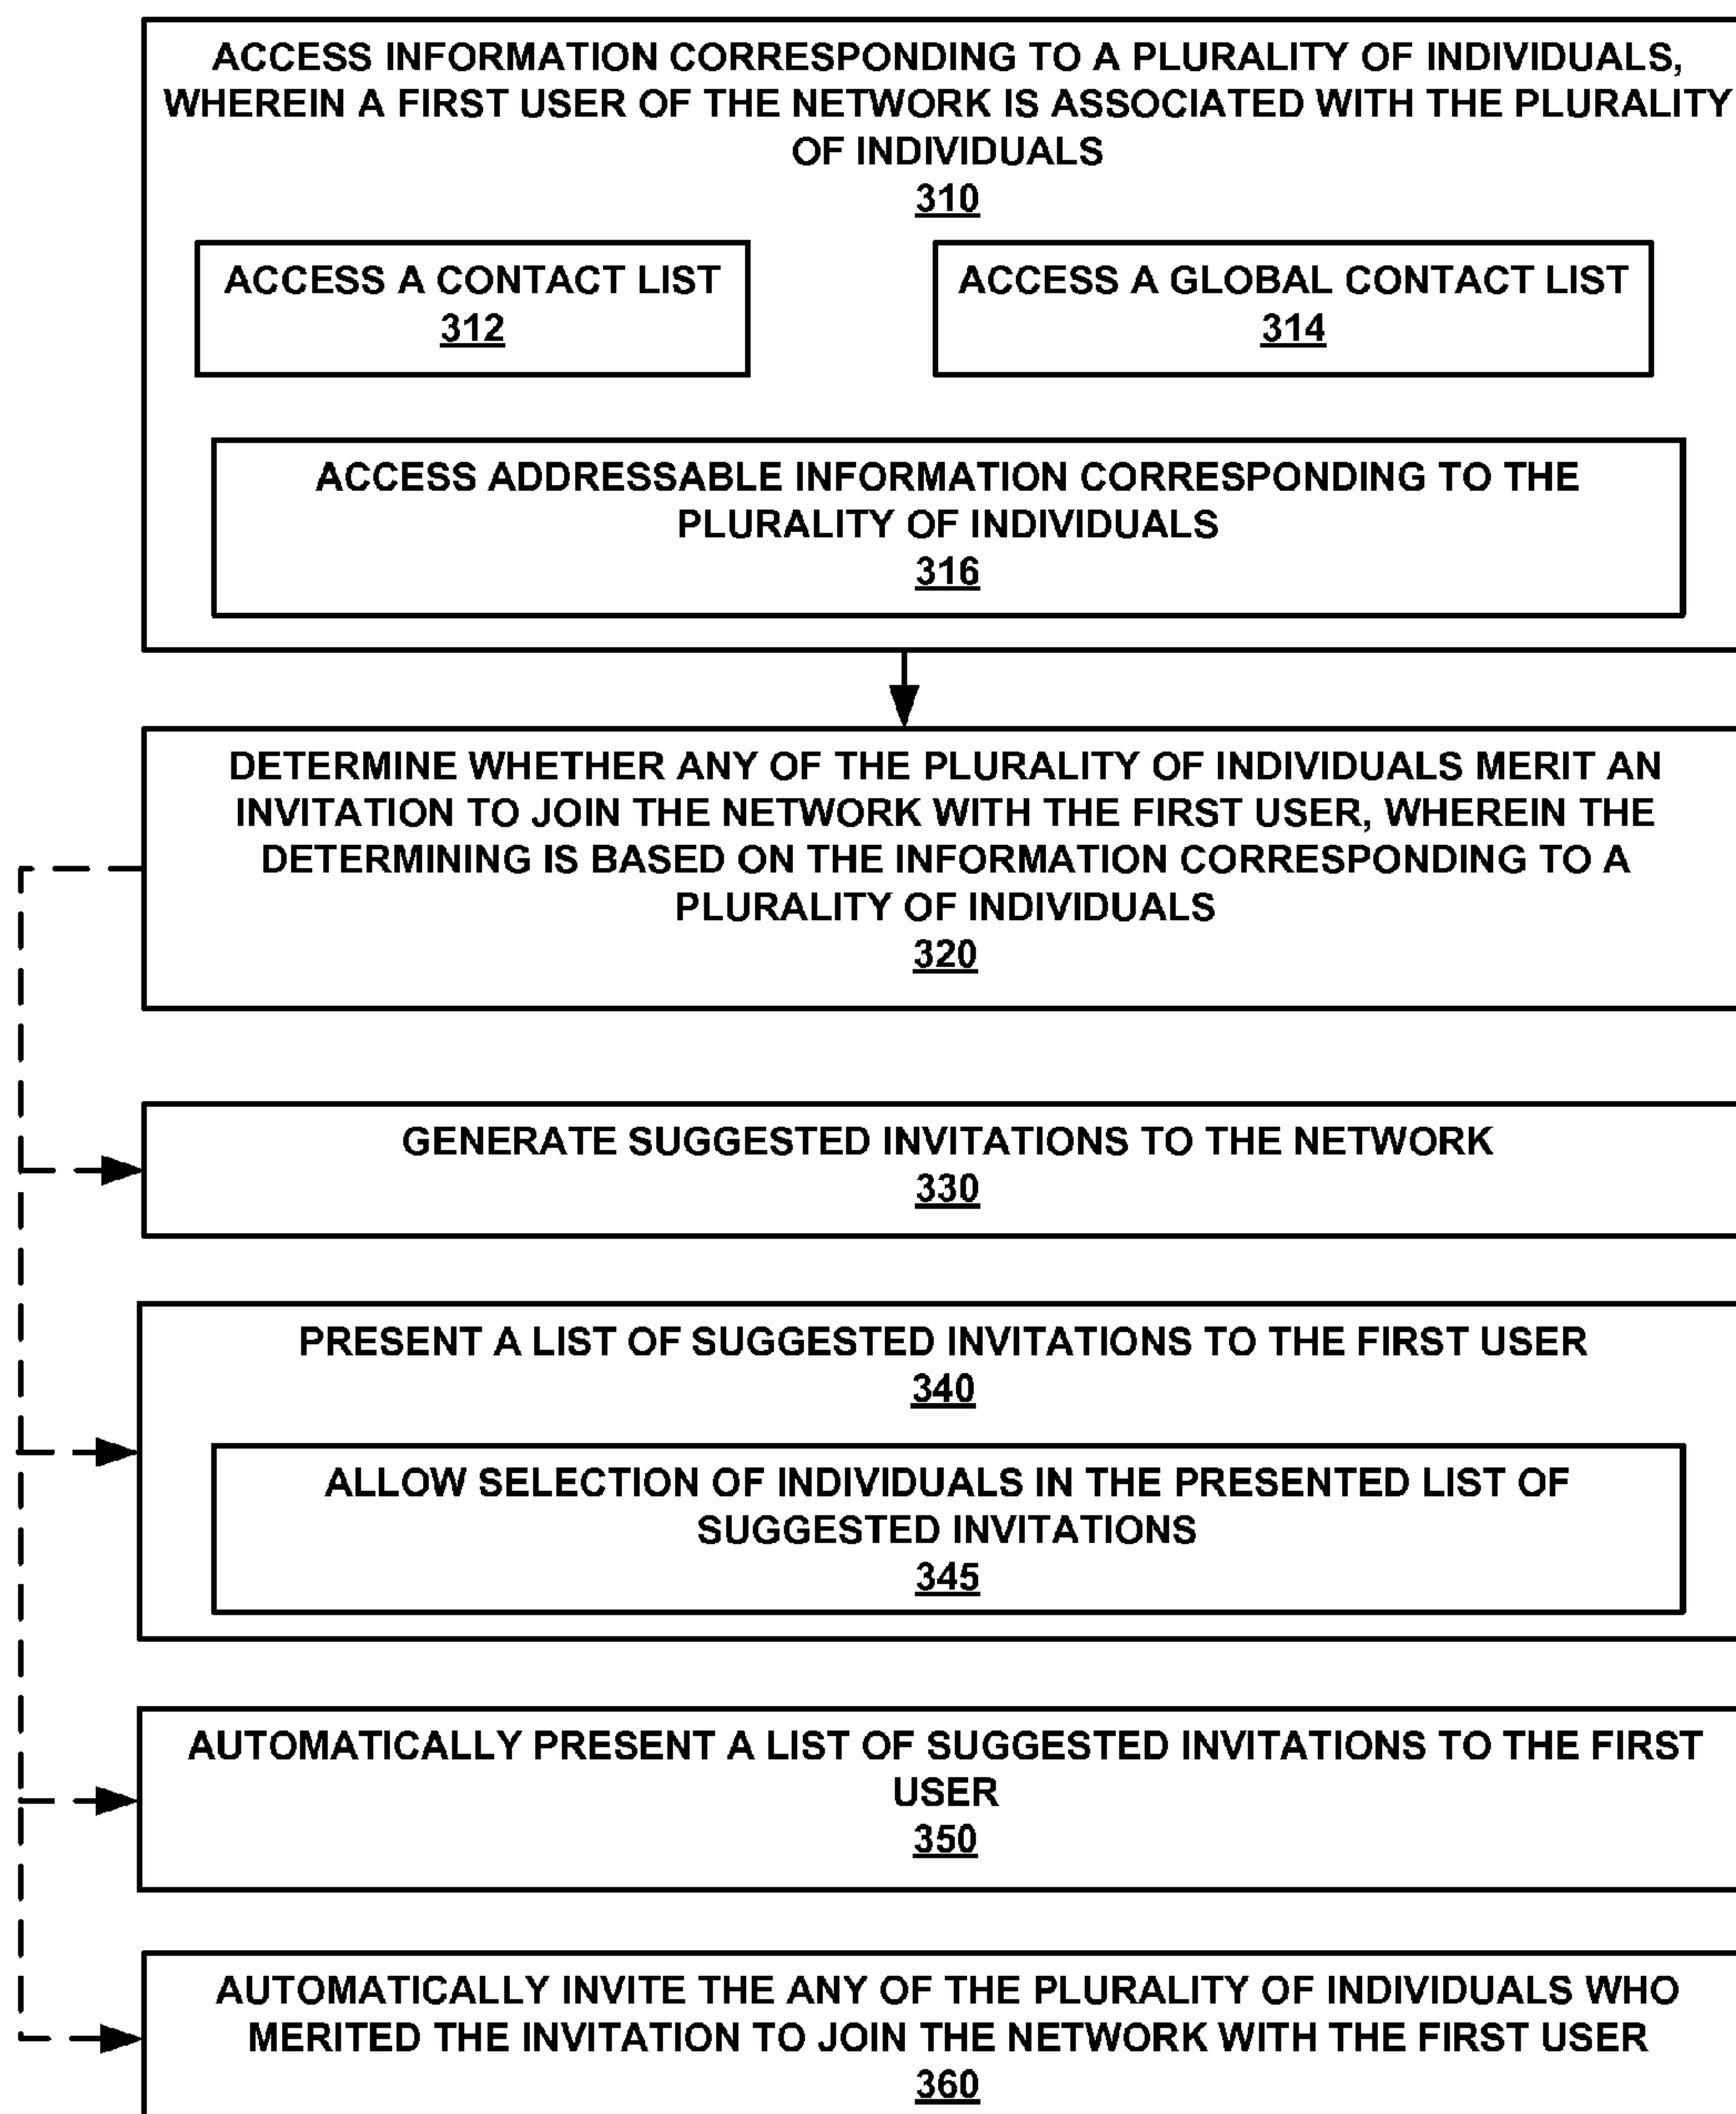 ACCESS INFORMATION CORRESPONDING TO A PLURALITY OF INDIVIDUALS,
WHEREIN A FIRST USER OF THE NETWORK IS ASSOCIATED WITH THE PLURALITY
OF INDIVIDUALS
310
ACCESS A CONTACT LIST
312
ACCESS A GLOBAL CONTACT LIST
314
ACCESS ADDRESSABLE INFORMATION CORRESPONDING TO THE
PLURALITY OF INDIVIDUALS
316
DETERMINE WHETHER ANY OF THE PLURALITY OF INDIVIDUALS MERIT AN
INVITATION TO JOIN THE NETWORK WITH THE FIRST USER, WHEREIN THE
DETERMINING IS BASED ON THE INFORMATION CORRESPONDING TO A
PLURALITY OF INDIVIDUALS
320
GENERATE SUGGESTED INVITATIONS TO THE NETWORK
330
PRESENT A LIST OF SUGGESTED INVITATIONS TO THE FIRST USER
340
ALLOW SELECTION OF INDIVIDUALS IN THE PRESENTED LIST OF
SUGGESTED INVITATIONS
345
AUTOMATICALLY PRESENT A LIST OF SUGGESTED INVITATIONS TO THE FIRST
USER
350
AUTOMATICALLY INVITE THE ANY OF THE PLURALITY OF INDIVIDUALS WHO
MERITED THE INVITATION TO JOIN THE NETWORK WITH THE FIRST USER
360